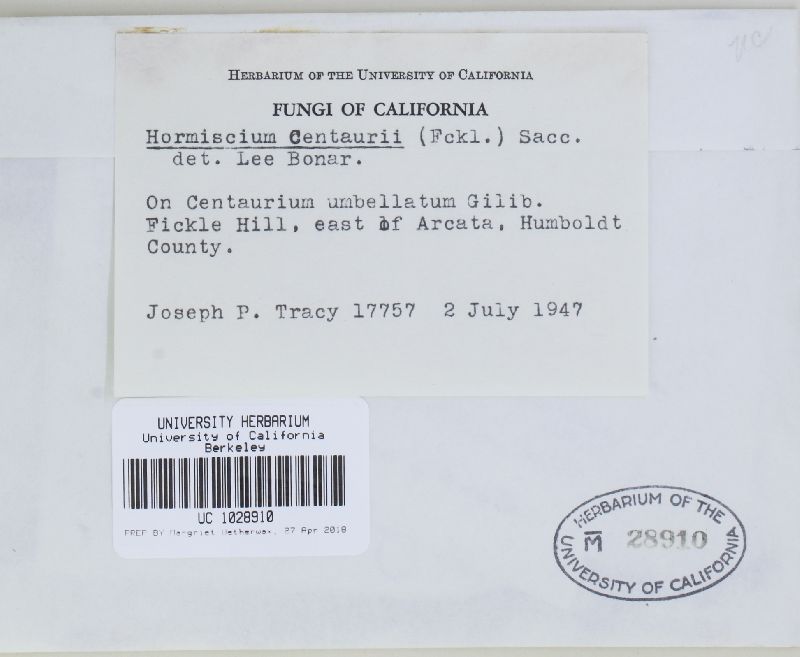 UC
HERBARIUM OF THE UNIVERSITY OF CALIFORNIA
FUNGI OF CALIFORNIA
Hormiscium Centaurii (Fckl.) Sacc.
det. Lee Bonar.
On Centaurium umbellatum Gilib.
Fickle Hill, east of Arcata, Humboldt
County.
Joseph P. Tracy 17757 2 July 1947
UNIVERSITY HERBARIUM
University of California
Berkeley
UC 1028910
PREP BY Margriet Wetherwax, 27 Apr 2018
HERBARIUM OF THE
M 28910
UNIVERSITY OF CALIFORNIA